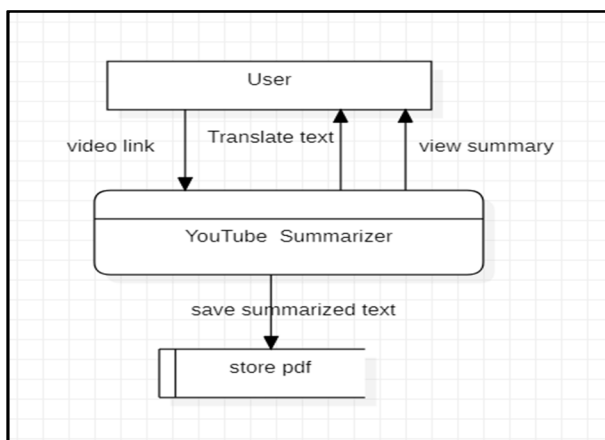 User
video link
Translate text
view summary
YouTube Summarizer
save summarized text
store pdf